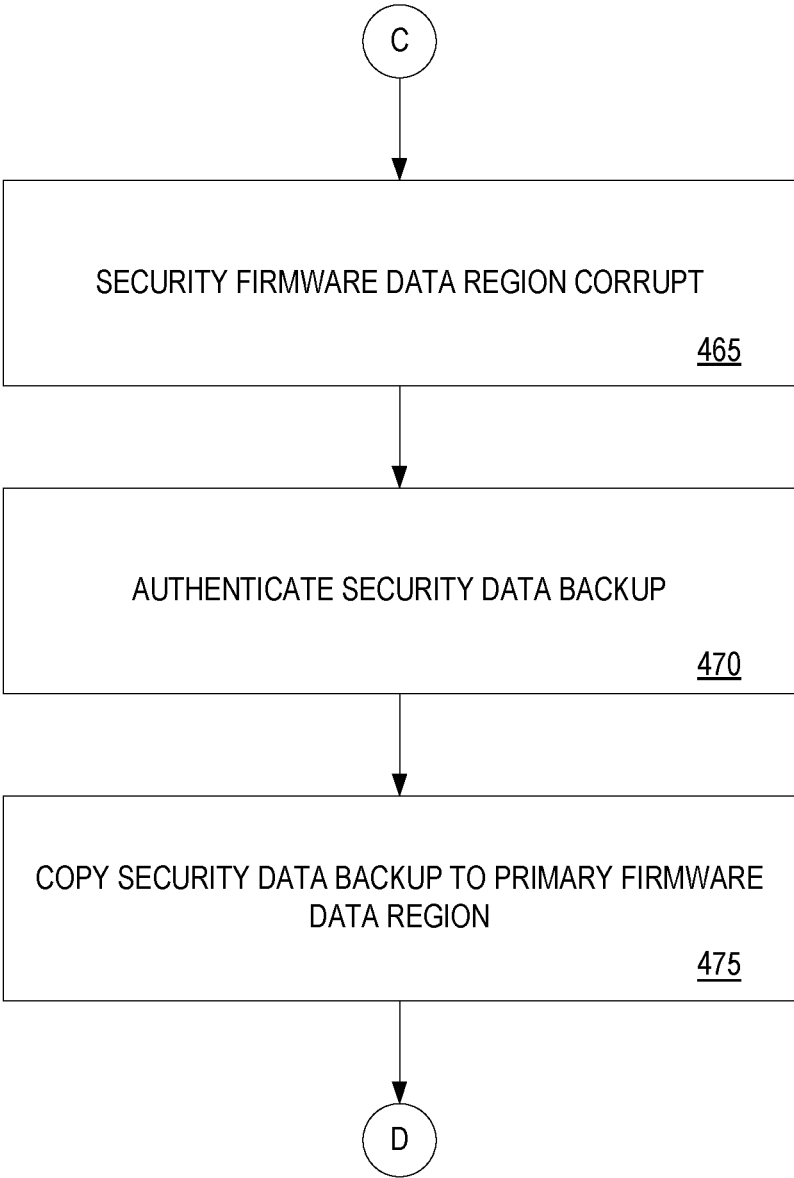 C
SECURITY FIRMWARE DATA REGION CORRUPT
465
AUTHENTICATE SECURITY DATA BACKUP
470
COPY SECURITY DATA BACKUP TO PRIMARY FIRMWARE
DATA REGION
475
D